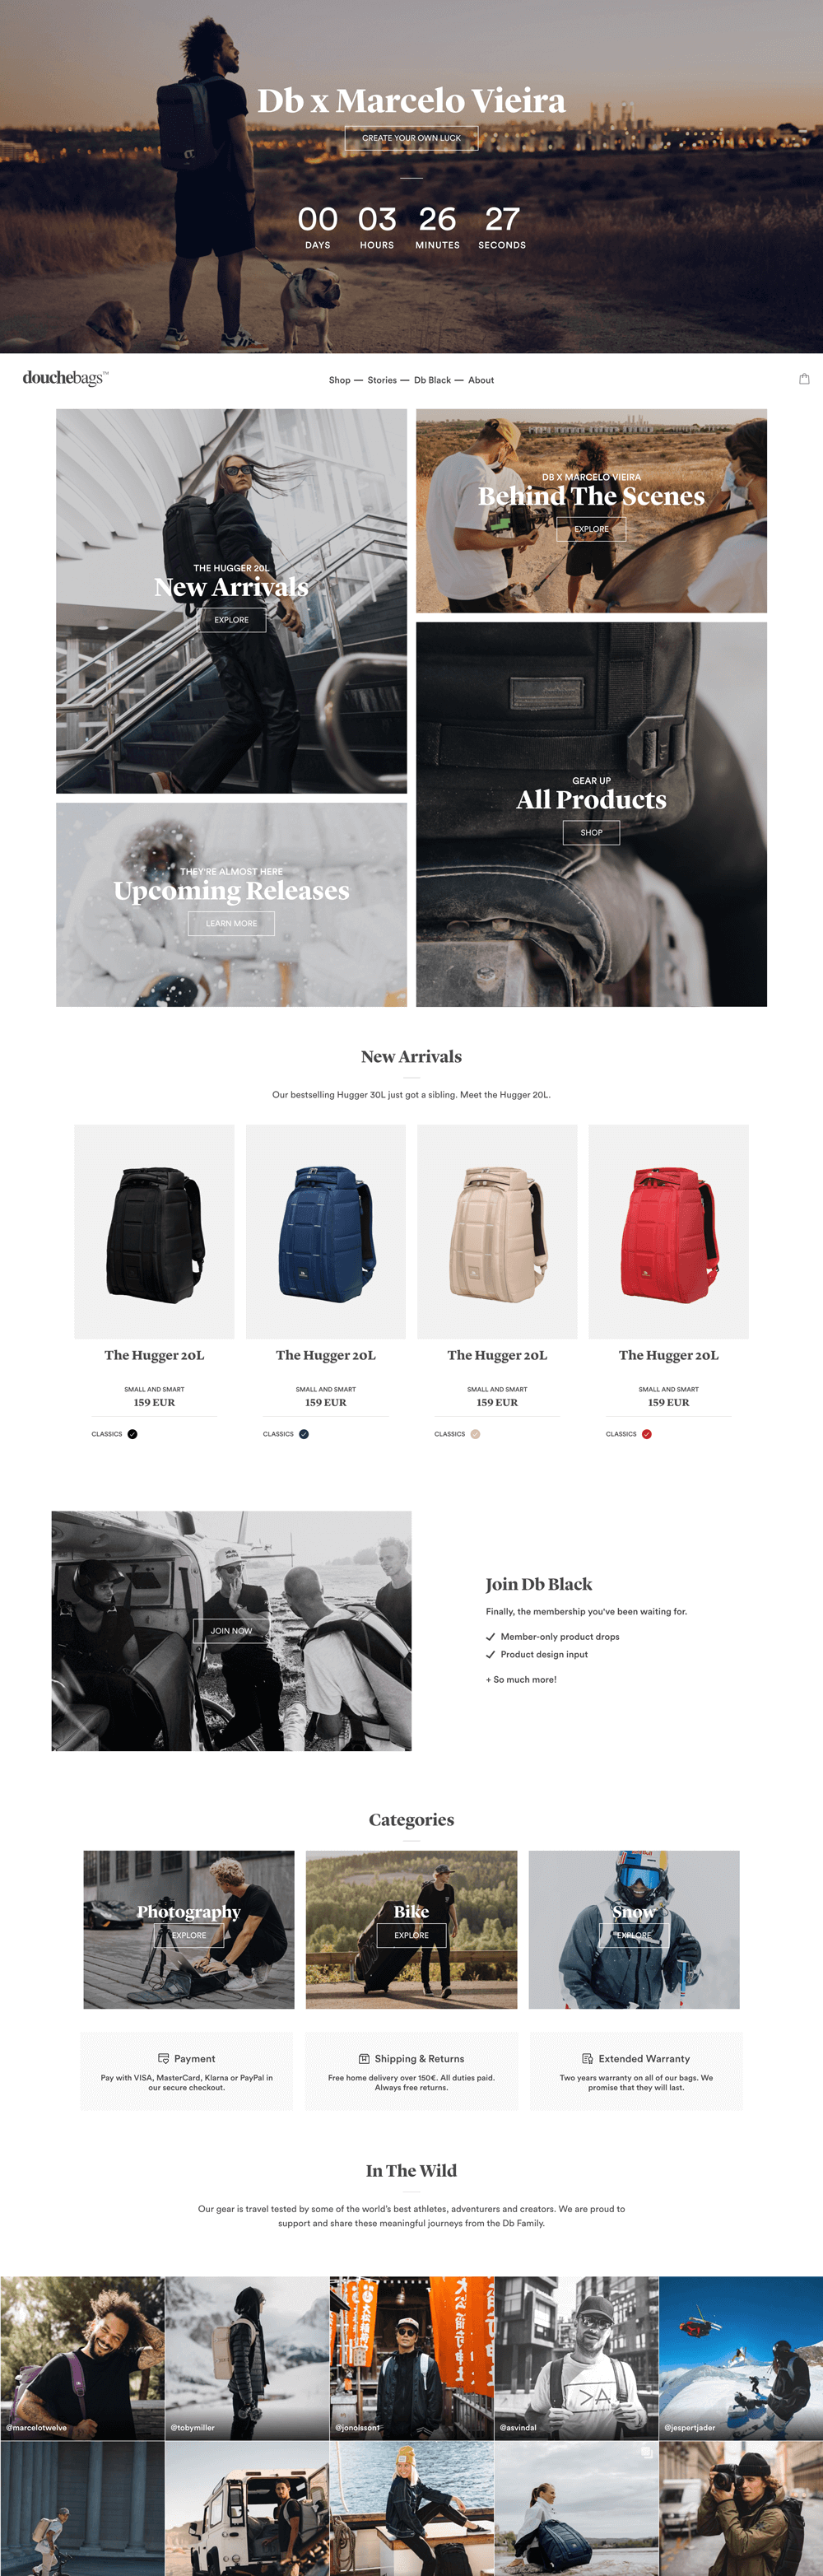 Db x Marcelo Vieira
CREATE YOUR OWN LUCK
00 03 26 27
DAYS HOURS MINUTES SECONDS
douchebags™
Shop — Stories — Db Black — About
THE HUGGER 20L
New Arrivals
EXPLORE
DB X MARCELO VIEIRA
Behind The Scenes
EXPLORE
THEY'RE ALMOST HERE
Upcoming Releases
LEARN MORE
GEAR UP
All Products
SHOP
New Arrivals
Our bestselling Hugger 30L just got a sibling. Meet the Hugger 20L.
The Hugger 20L
SMALL AND SMART
159 EUR
CLASSICS
The Hugger 20L
SMALL AND SMART
159 EUR
CLASSICS
The Hugger 20L
SMALL AND SMART
159 EUR
CLASSICS
The Hugger 20L
SMALL AND SMART
159 EUR
CLASSICS
JOIN NOW
Join Db Black
Finally, the membership you've been waiting for.
Member-only product drops
Product design input
+ So much more!
Categories
Photography
EXPLORE
Bike
EXPLORE
Snow
EXPLORE
Payment
Pay with VISA, MasterCard, Klarna or PayPal in
our secure checkout.
Shipping & Returns
Free home delivery over 150€. All duties paid.
Always free returns.
Extended Warranty
Two years warranty on all of our bags. We
promise that they will last.
In The Wild
Our gear is travel tested by some of the world's best athletes, adventurers and creators. We are proud to
support and share these meaningful journeys from the Db Family.
@marcelotwelve
@tobymiller
@jonolsson1
>A
@asvindal
@jespertjader